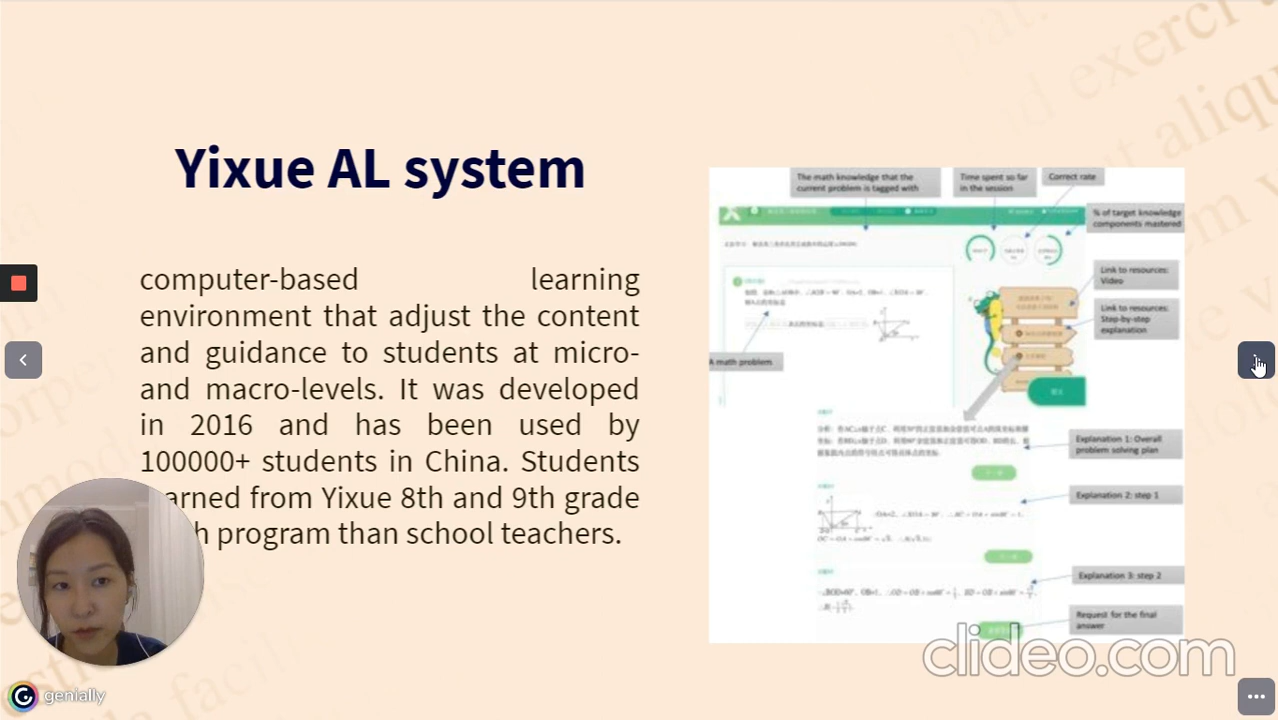 Yixue AL system
computer-based learning
environment that adjust the content
and guidance to students at micro-
and macro-levels. It was developed
in 2016 and has been used by
100000+ students in China. Students
arned from Yixue 8th and 9th grade
h program than school teachers.
The math knowledge that the
current problem is tagged with
Time spent so far
in the session
Correct rate
% of target knowledge
components mastered
Link to resources:
Video
Link to resources:
Step-by-step
explanation
A math problem
Explanation 1: Overall
problem solving plan
Explanation 2: step 1
Explanation 3: step 2
Request for the final
answer
clideo.com
genially